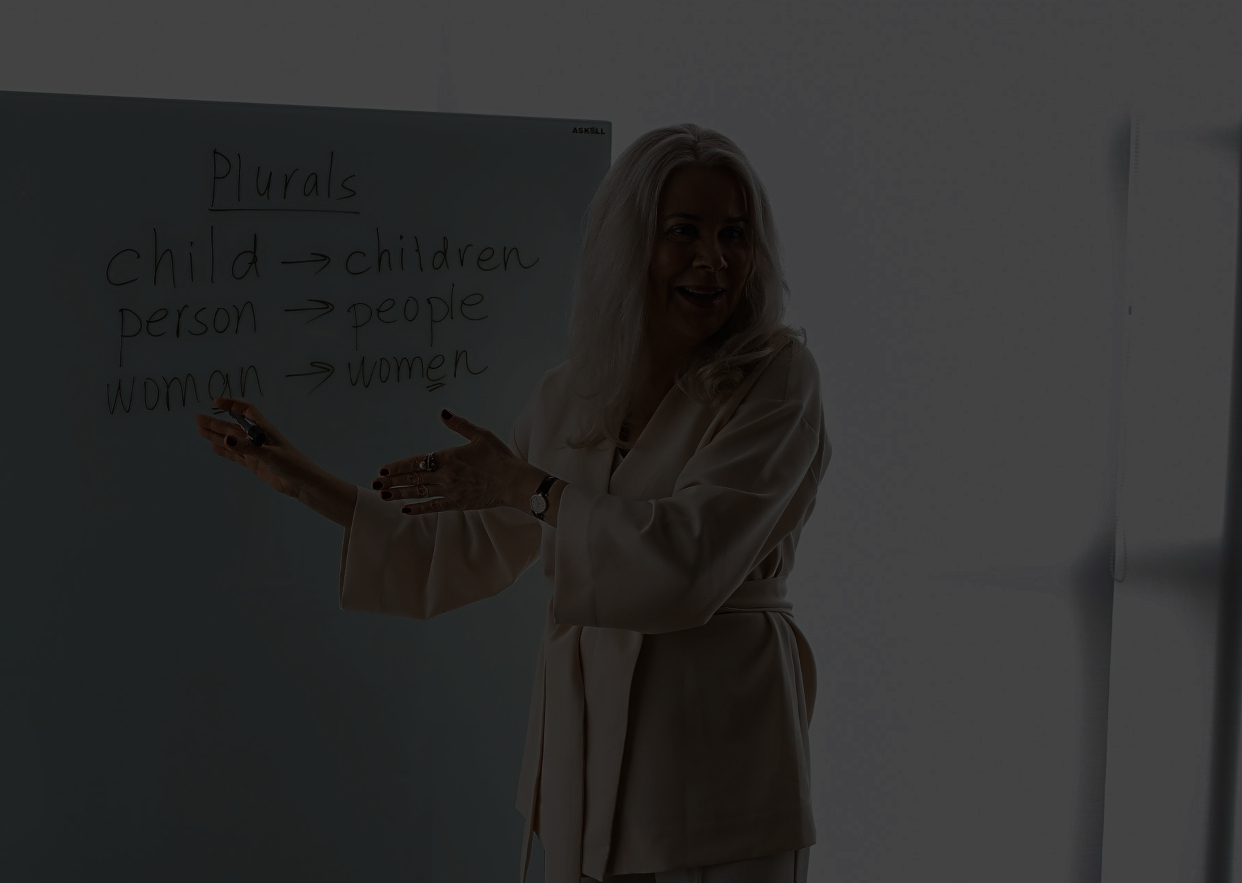 ASKELL
Plurals
child → children
person → people
woman → women